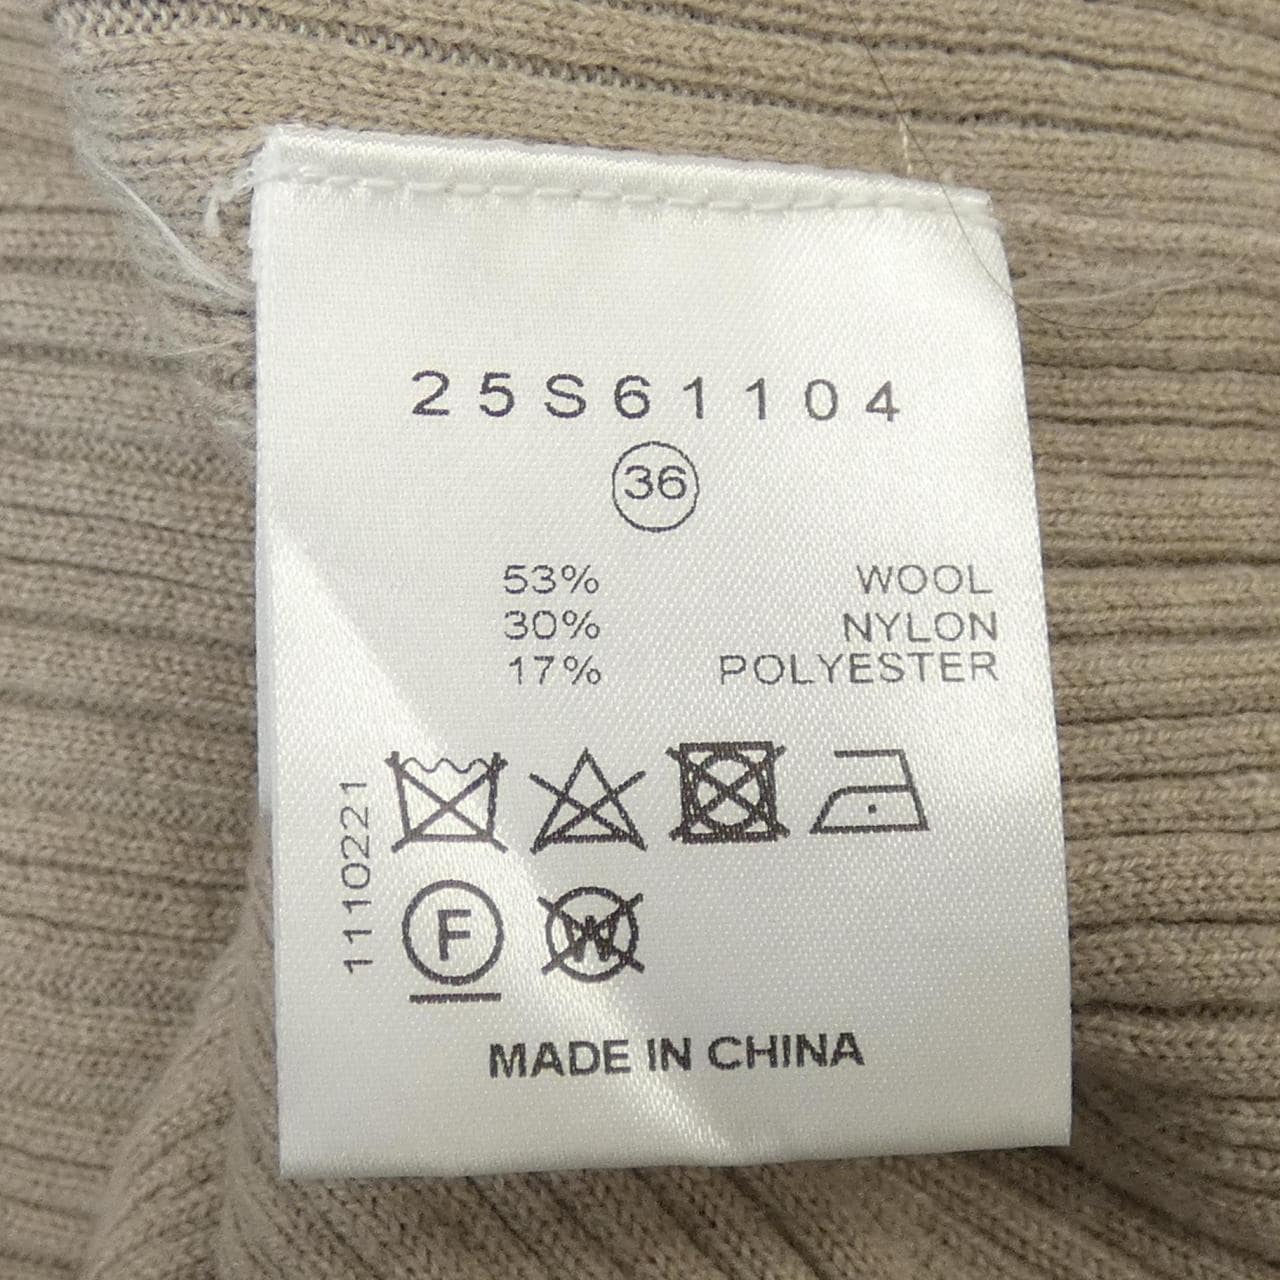 25S61104
36
53% WOOL
30% NYLON
17% POLYESTER
1110221
F
W
MADE IN CHINA